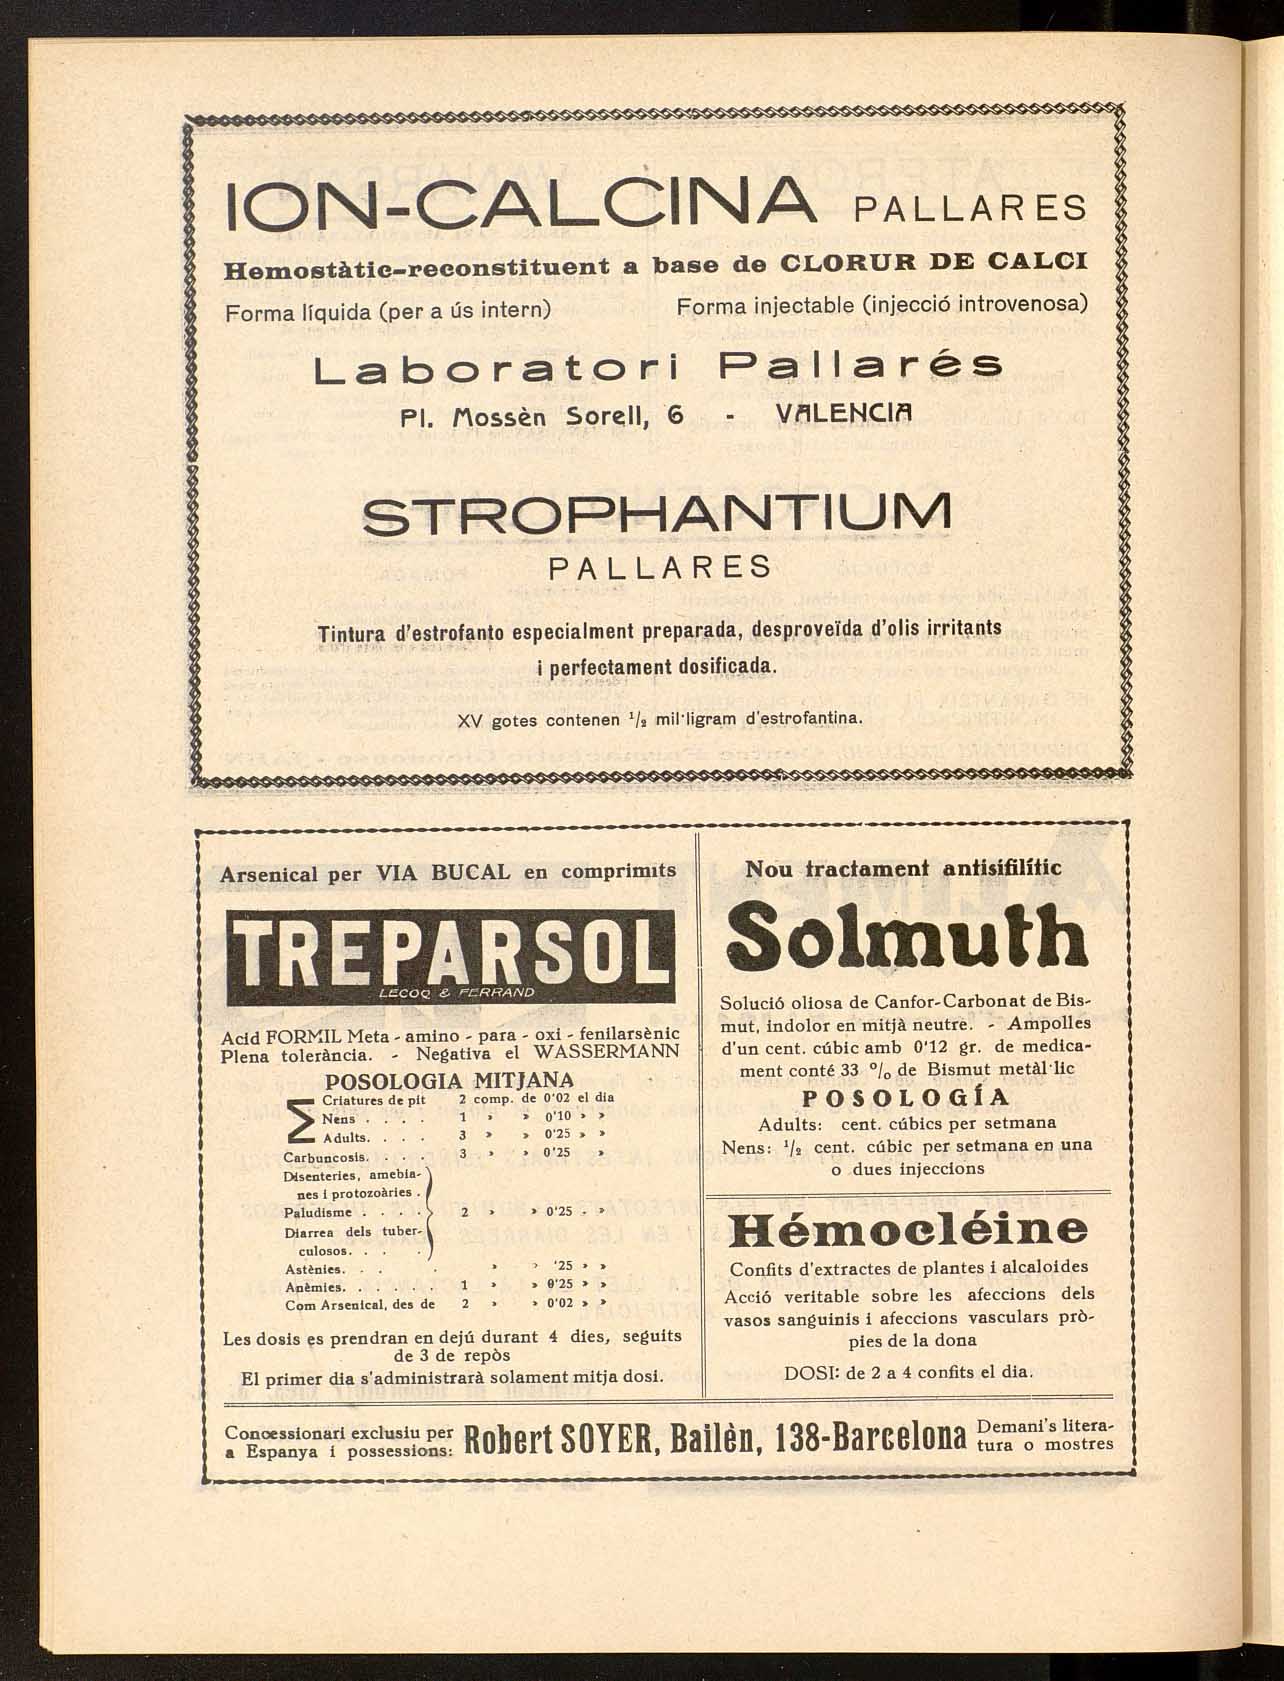 ION-CALCINA PALLARES
Hemostàtic-reconstituent a base de CLORUR DE CALCI
Forma líquida (per a ús intern) Forma injectable (injecció introvenosa)
Laboratori Pallarés
Pl. Mossèn Sorell, 6 - VALENCIA
STROPHANTIUM
PALLARES
Tintura d'estrofanto especialment preparada, desproveïda d'olis irritants
i perfectament dosificada.
XV gotes contenen 1/2 mil·ligram d'estrofantina.
Arsenical per VIA BUCAL en comprimits
TREPARSOL
LECOQ & FERRAND
Acid FORMIL Meta - amino - para - oxi - fenilarsènic
Plena tolerància. - Negativa el WASSERMANN
POSOLOGIA MITJANA
Criatures de pit 2 comp. de 0'02 el dia
Nens . . . . 1 » » 0'10 » »
Adults. . . . 3 » » 0'25 » »
Carbuncosis. . . . 3 » » 0'25 »
Disenteries, amebia-
nes i protozoàries .
Paludisme . . . . 2 » » 0'25 . »
Diarrea dels tuber-
culosos. . . .
Astènies. . . . » » '25 » »
Anèmies. . . . . . 1 » » 0'25 » »
Com Arsenical, des de 2 » » 0'02 » »
Les dosis es prendran en dejú durant 4 dies, seguits
de 3 de repòs
El primer dia s'administrarà solament mitja dosi.
Nou tractament antisifilític
Solmuth
Solució oliosa de Canfor-Carbonat de Bis-
mut, indolor en mitjà neutre. - Ampolles
d'un cent. cúbic amb 0'12 gr. de medica-
ment conté 33 % de Bismut metàl·lic
POSOLOGÍA
Adults: cent. cúbics per setmana
Nens: 1/2 cent. cúbic per setmana en una
o dues injeccions
Hémocléine
Confits d'extractes de plantes i alcaloides
Acció veritable sobre les afeccions dels
vasos sanguinis i afeccions vasculars prò-
pies de la dona
DOSI: de 2 a 4 confits el dia.
Concessionari exclusiu per
a Espanya i possessions:
Robert SOYER, Bailèn, 138-Barcelona
Demani's litera-
tura o mostres